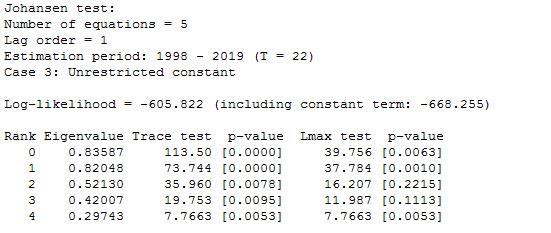 Johansen test:
Number of equations = 5
Lag order = 1
Estimation period: 1998 - 2019 (T = 22)
Case 3: Unrestricted constant
Log-likelihood = -605.822 (including constant term: -668.255)
Rank Eigenvalue Trace test p-value Lmax test p-value
0 0.83587 113.50 [0.0000] 39.756 [0.0063]
1 0.82048 73.744 [0.0000] 37.784 [0.0010]
2 0.52130 35.960 [0.0078] 16.207 [0.2215]
3 0.42007 19.753 [0.0095] 11.987 [0.1113]
4 0.29743 7.7663 [0.0053] 7.7663 [0.0053]